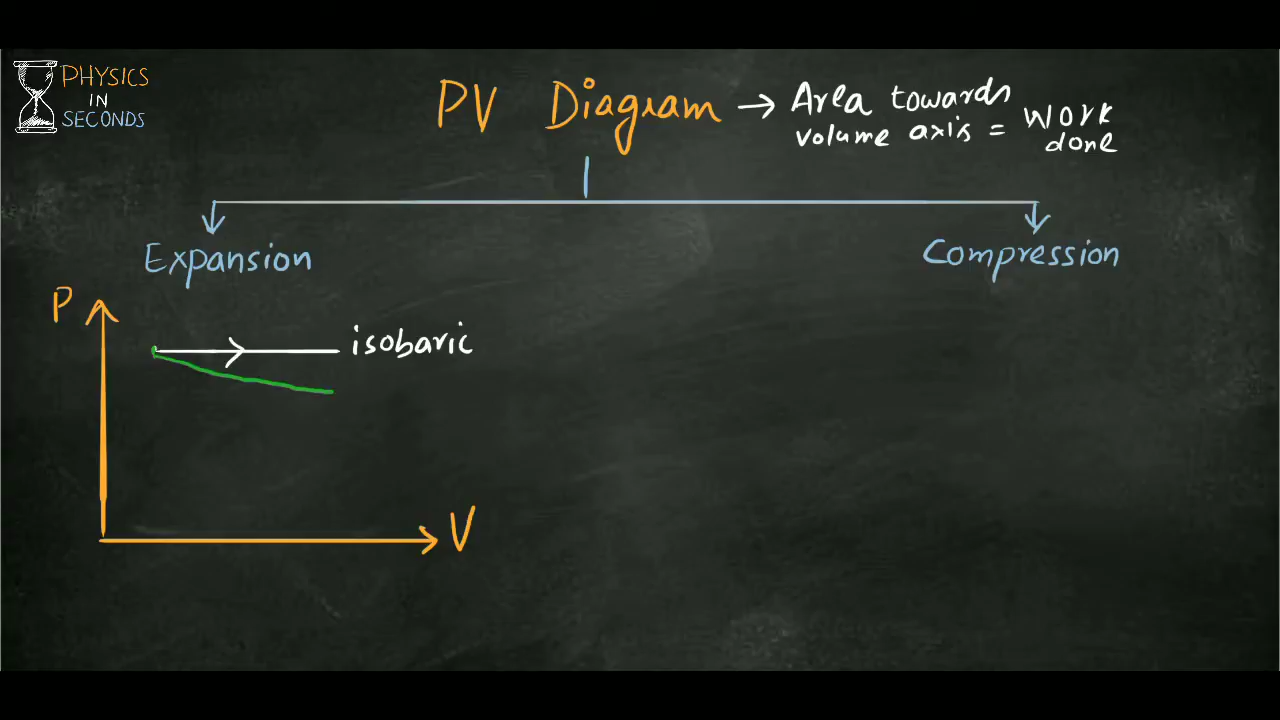 PHYSICS
IN
SECONDS
PV Diagram → Area towards
volume axis = work
done
Expansion
Compression
P
isobaric
V